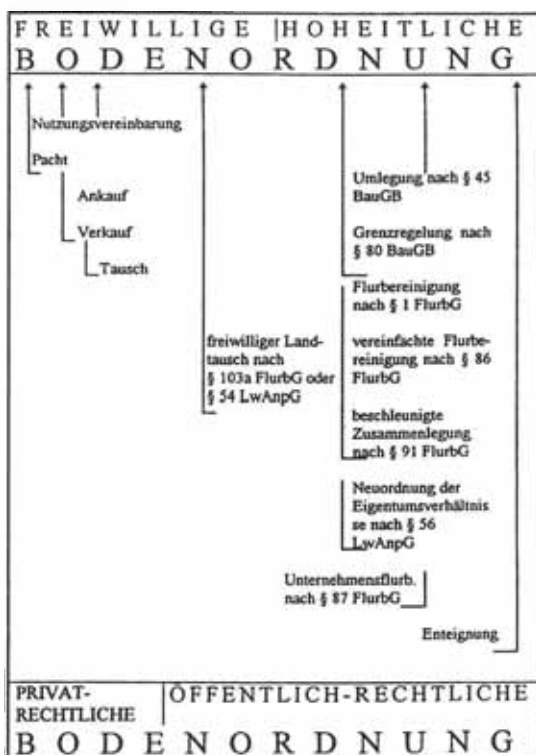 FREIWILLIGE |HOHEITLICHE
BODENORDNUNG
Nutzungsvereinbarung
Pacht
Ankauf
Verkauf
Tausch
Umlegung nach § 45
BauGB
Grenzregelung nach
§ 80 BauGB
Flurbereinigung
nach § 1 FlurbG
freiwilliger Land-
tausch nach
§ 103a FlurbG oder
§ 54 LwAnpG
vereinfachte Flurbe-
reinigung nach § 86
FlurbG
beschleunigte
Zusammenlegung
nach § 91 FlurbG
Neuordnung der
Eigentumsverhältnis
se nach § 56
LwAnpG
Unternehmensflurb.
nach § 87 FlurbG
Enteignung
PRIVAT-
RECHTLICHE
ÖFFENTLICH-RECHTLICHE
BODENORDNUNG